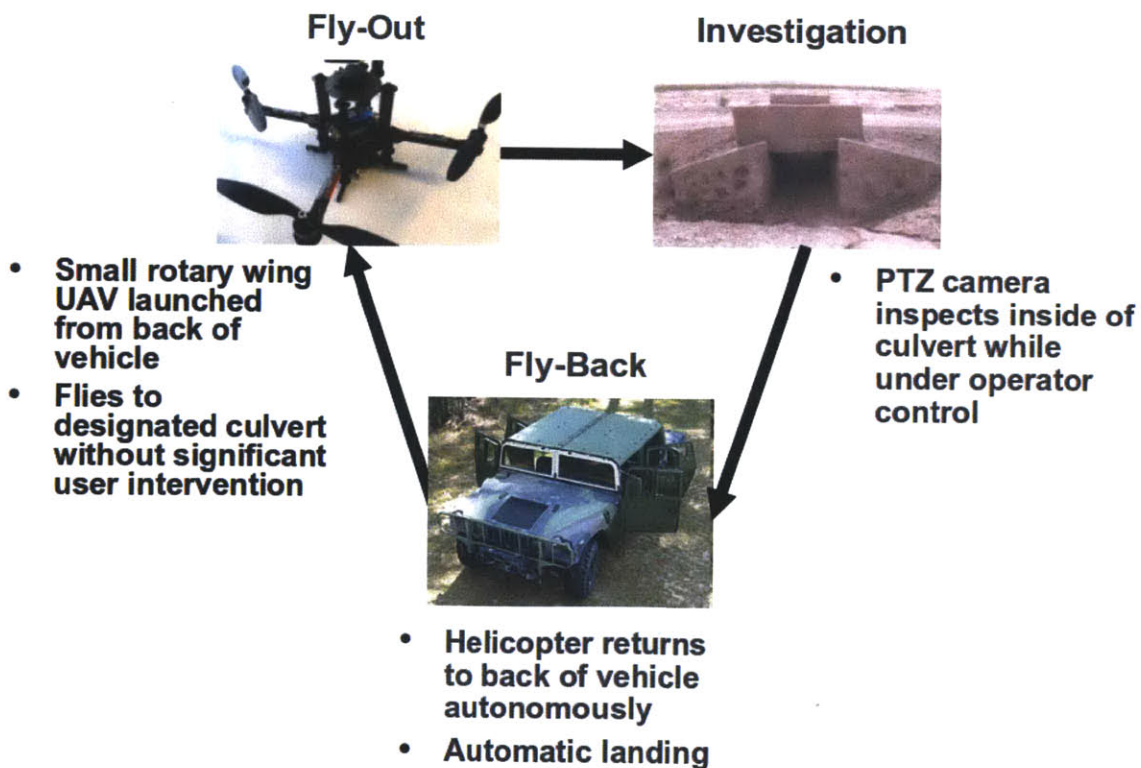 Fly-Out
Investigation
• Small rotary wing
UAV launched
from back of
vehicle
• Flies to
designated culvert
without significant
user intervention
• PTZ camera
inspects inside of
culvert while
under operator
control
Fly-Back
• Helicopter returns
to back of vehicle
autonomously
• Automatic landing